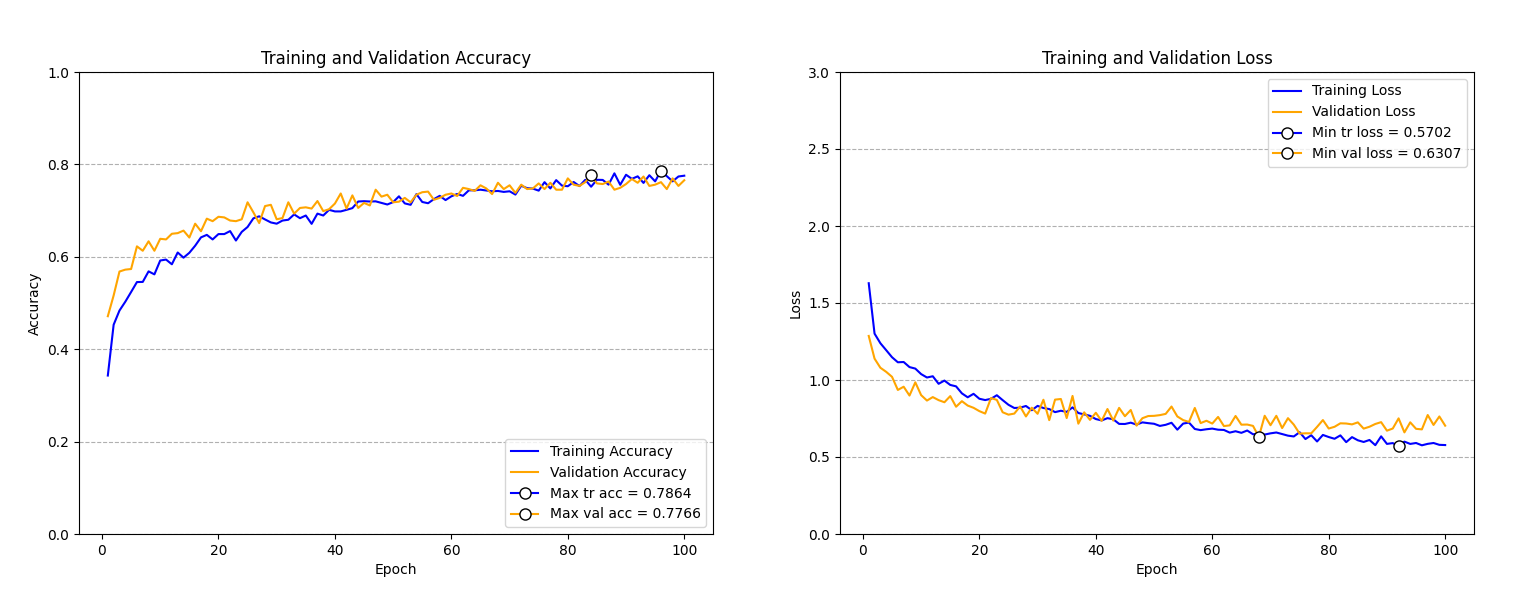 Training and Validation Accuracy
1.0
0.8
0.6
0.4
0.2
0.0
Accuracy
0 20 40 60 80 100
Epoch
Training Accuracy
Validation Accuracy
Max tr acc = 0.7864
Max val acc = 0.7766
Training and Validation Loss
3.0
2.5
2.0
1.5
1.0
0.5
0.0
Loss
0 20 40 60 80 100
Epoch
Training Loss
Validation Loss
Min tr loss = 0.5702
Min val loss = 0.6307